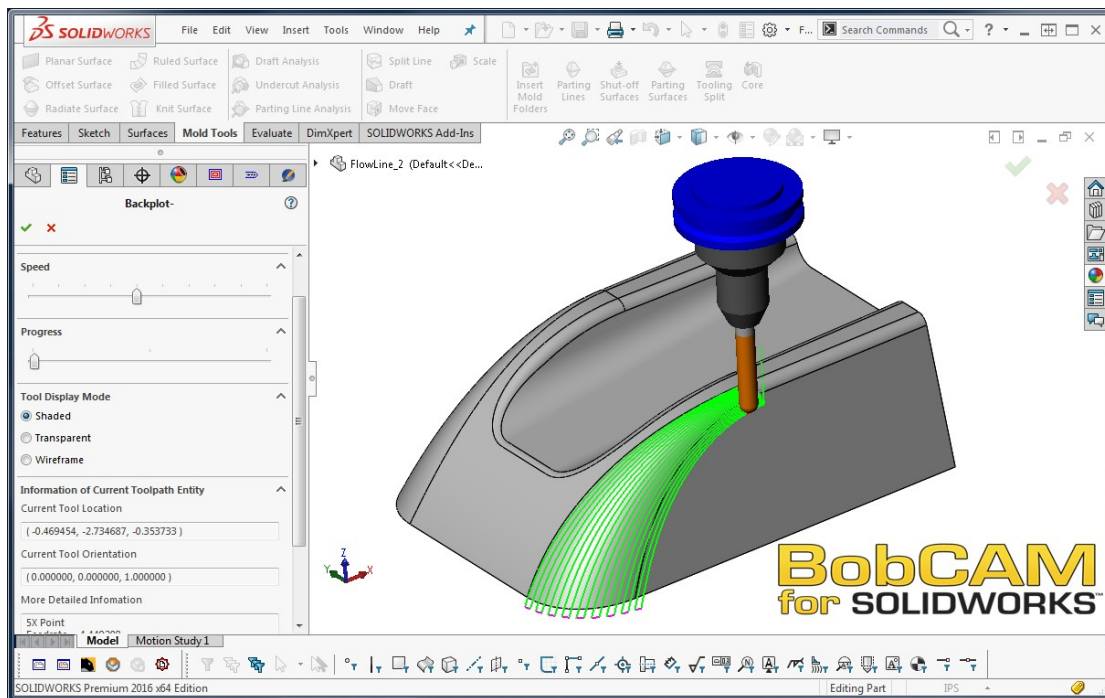 SOLIDWORKS File Edit View Insert Tools Window Help F... Search Commands ?
Planar Surface Ruled Surface Draft Analysis Split Line Scale
Offset Surface Filled Surface Undercut Analysis Draft
Radiate Surface Knit Surface Parting Line Analysis Move Face
Insert Mold Folders
Parting Lines
Shut-off Surfaces
Parting Surfaces
Tooling Split
Core
Features Sketch Surfaces Mold Tools Evaluate DimXpert SOLIDWORKS Add-Ins
FlowLine_2 (Default<<De...
Backplot-
Speed
Progress
Tool Display Mode
Shaded
Transparent
Wireframe
Information of Current Toolpath Entity
Current Tool Location
( -0.469454, -2.734687, -0.353733 )
Current Tool Orientation
( 0.000000, 0.000000, 1.000000 )
More Detailed Infomation
5X Point
Z
Y
X
BobCAM
for SOLIDWORKS™
Model Motion Study 1
SOLIDWORKS Premium 2016 x64 Edition Editing Part IPS